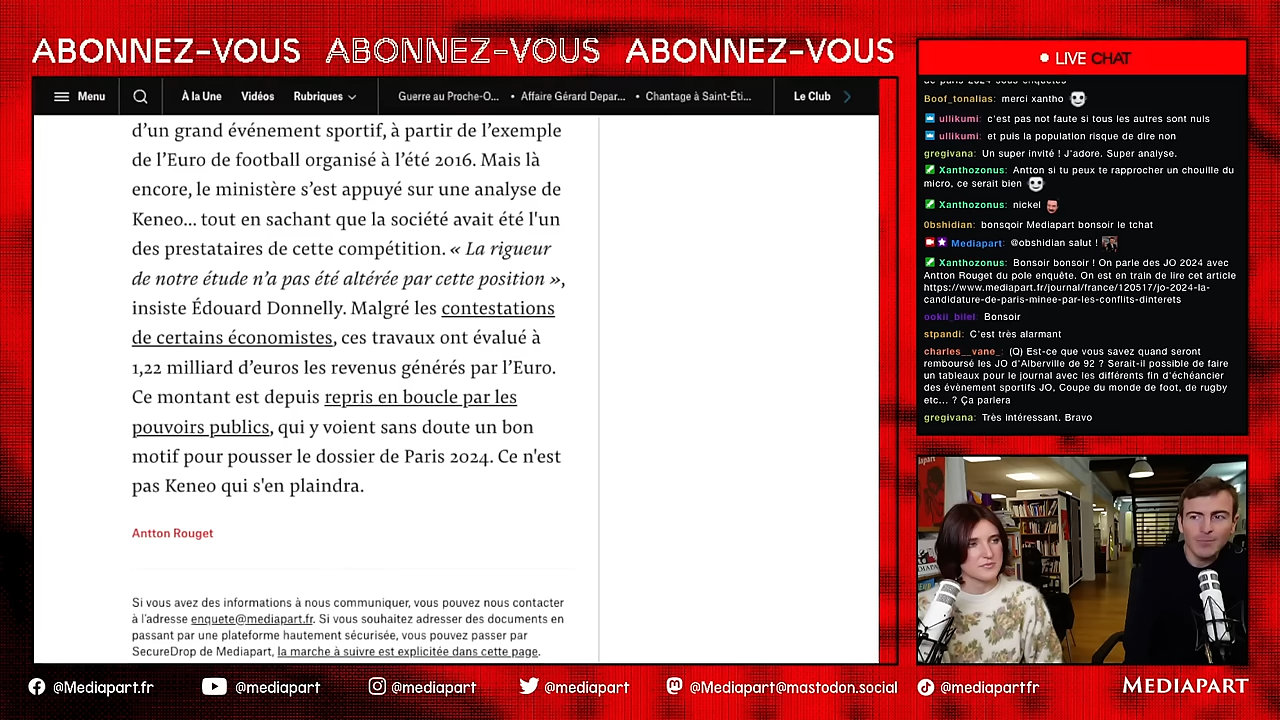 ABONNEZ-VOUS ABONNEZ-VOUS ABONNEZ-VOUS
Menu
À la Une Vidéos Rubriques
Guerre au Proche-O... • Affaire Gérard Depar... • Chantage à Saint-Éti...
Le Club
d'un grand événement sportif, à partir de l'exemple
de l'Euro de football organisé à l'été 2016. Mais là
encore, le ministère s'est appuyé sur une analyse de
Keneo... tout en sachant que la société avait été l'un
des prestataires de cette compétition. « La rigueur
de notre étude n'a pas été altérée par cette position »,
insiste Édouard Donnelly. Malgré les contestations
de certains économistes, ces travaux ont évalué à
1,22 milliard d'euros les revenus générés par l'Euro.
Ce montant est depuis repris en boucle par les
pouvoirs publics, qui y voient sans doute un bon
motif pour pousser le dossier de Paris 2024. Ce n'est
pas Keneo qui s'en plaindra.
Antton Rouget
Si vous avez des informations à nous communiquer, vous pouvez nous contacter
à l'adresse enquete@mediapart.fr. Si vous souhaitez adresser des documents en
passant par une plateforme hautement sécurisée, vous pouvez passer par
SecureDrop de Mediapart, la marche à suivre est explicitée dans cette page.
LIVE CHAT
de-paris-2024-sous-enquetes
Boof_tonalias: merci xantho
ullikumi: c'est pas not faute si tous les autres sont nuls
ullikumi: et puis la population risque de dire non
gregivana: Un super invité ! J'adore. Super analyse.
Xanthozonus: Antton si tu peux te rapprocher un chouille du
micro, ce serait bien
Xanthozonus: nickel
0bshidian: bonsqoir Mediapart bonsoir le tchat
Mediapart: @obshidian salut !
Xanthozonus: Bonsoir bonsoir ! On parle des JO 2024 avec
Antton Rouget du pole enquête. On est en train de lire cet article
https://www.mediapart.fr/journal/france/120517/jo-2024-la-
candidature-de-paris-minee-par-les-conflits-dinterets
ookii_bilel: Bonsoir
stpandi: C'est très alarmant
charles__vane_: (Q) Est-ce que vous savez quand seront
remboursé les JO d'Alberville de 92 ? Serait-il possible de faire
un tableaux pour le journal avec les différents fin d'échéancier
des évènement sportifs JO, Coupe du monde de foot, de rugby
etc... ? Ça parlera
gregivana: Très intéressant. Bravo
@Mediapart.fr @mediapart @mediapart @mediapart @Mediapart@mastodon.social @mediapartfr
MEDIAPART